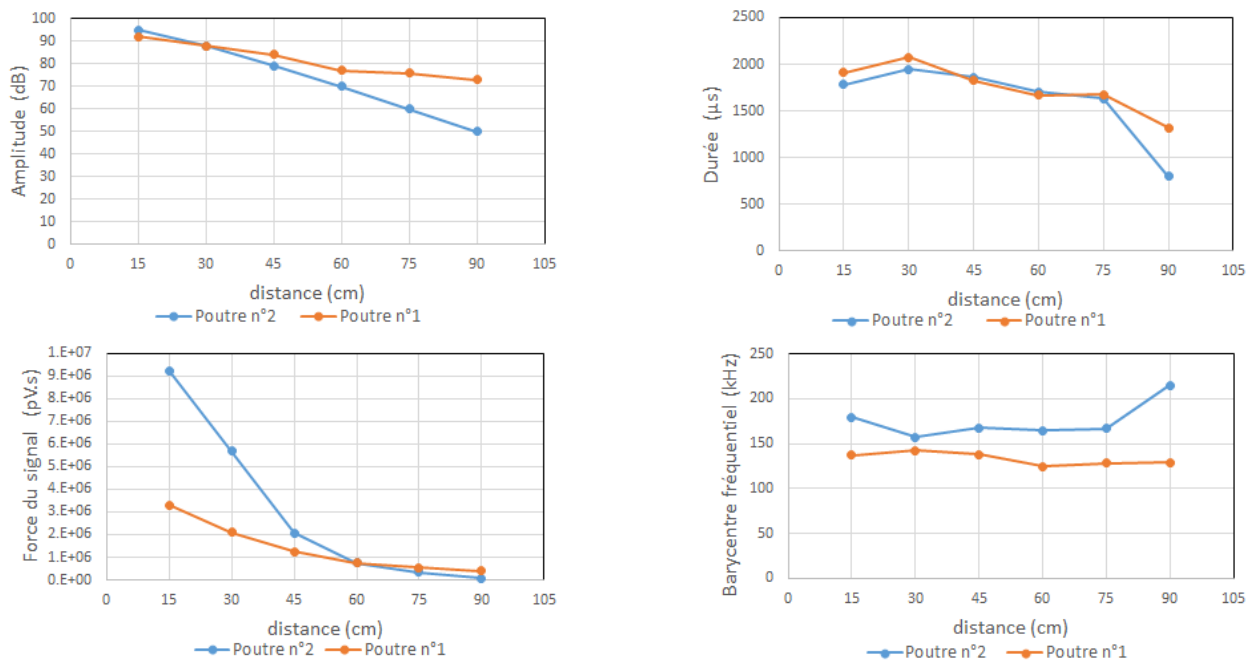 Amplitude (dB)
100
90
80
70
60
50
40
30
20
10
0
0 15 30 45 60 75 90 105
distance (cm)
Poutre n°2 Poutre n°1
Durée (µs)
2500
2000
1500
1000
500
0
0 15 30 45 60 75 90 105
distance (cm)
Poutre n°2 Poutre n°1
Force du signal (pV.s)
1.E+07
9.E+06
8.E+06
7.E+06
6.E+06
5.E+06
4.E+06
3.E+06
2.E+06
1.E+06
0.E+00
0 15 30 45 60 75 90 105
distance (cm)
Poutre n°2 Poutre n°1
Barycentre fréquentiel (kHz)
250
200
150
100
50
0
0 15 30 45 60 75 90 105
distance (cm)
Poutre n°2 Poutre n°1